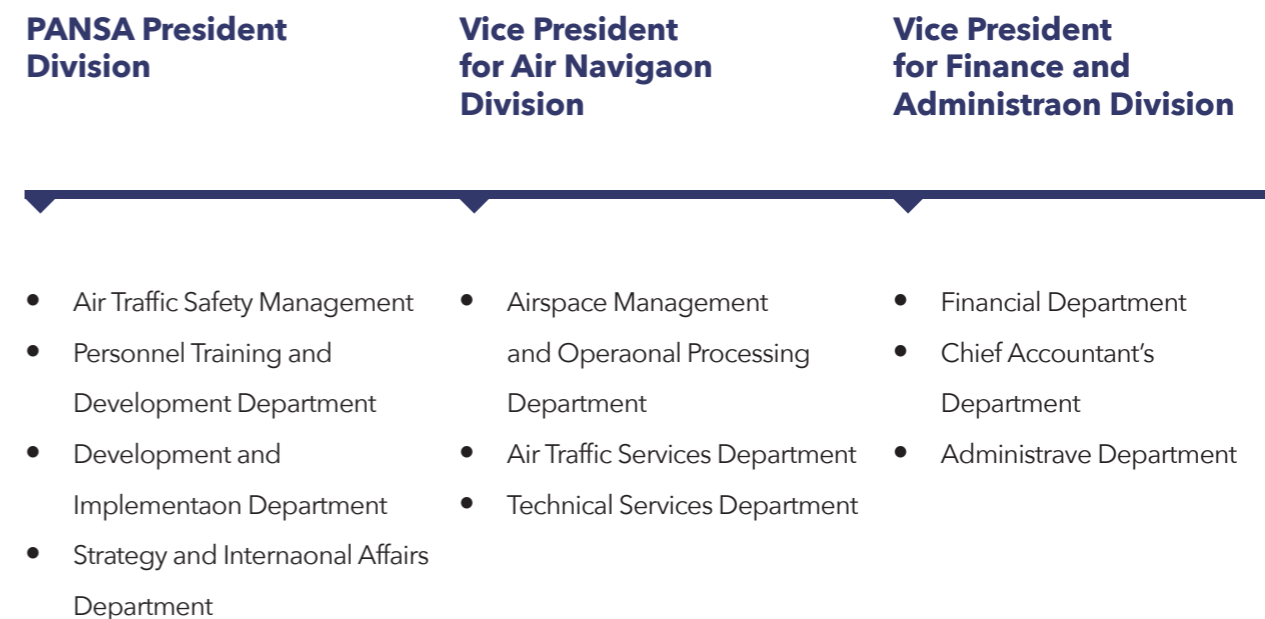 PANSA President
Division
Vice President
for Air Navigaon
Division
Vice President
for Finance and
Administraon Division
• Air Traffic Safety Management
• Personnel Training and
Development Department
• Development and
Implementaon Department
• Strategy and Internaonal Affairs
Department
• Airspace Management
and Operaonal Processing
Department
• Air Traffic Services Department
• Technical Services Department
• Financial Department
• Chief Accountant’s
Department
• Administrave Department